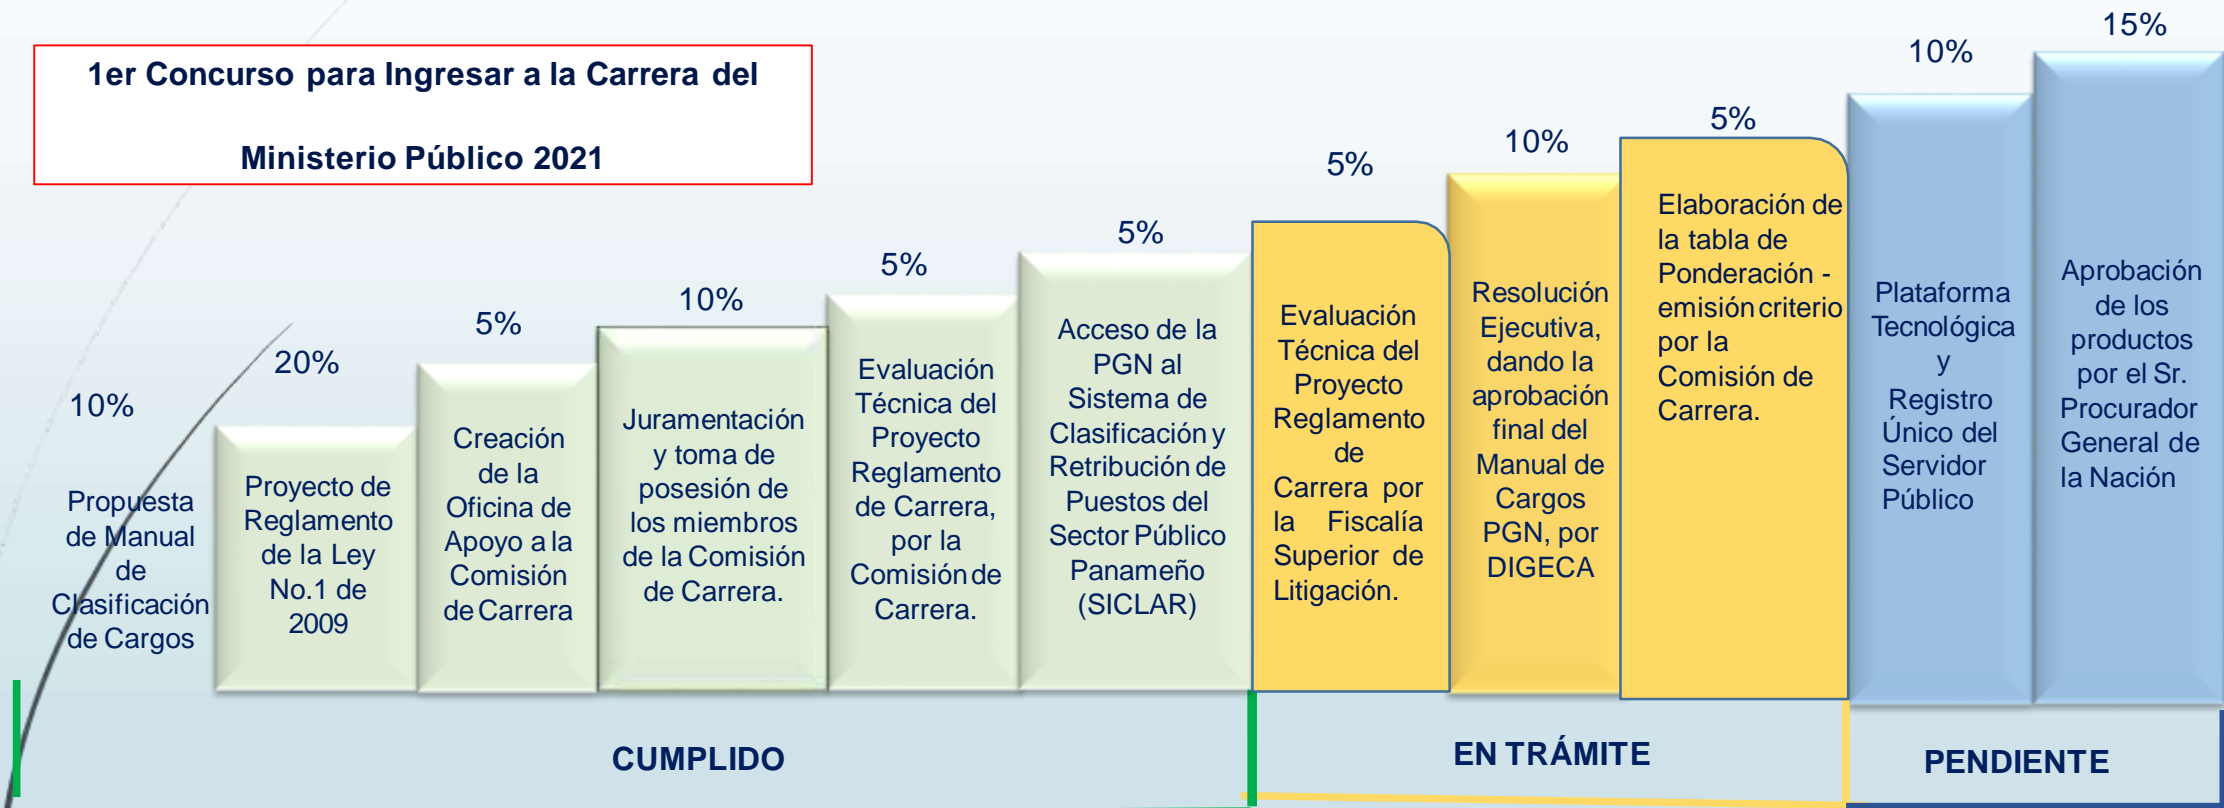 1er Concurso para Ingresar a la Carrera del
Ministerio Público 2021
10%
Propuesta
de Manual
de
Clasificación
de Cargos
20%
Proyecto de
Reglamento
de la Ley
No.1 de
2009
5%
Creación
de la
Oficina de
Apoyo a la
Comisión
de Carrera
10%
Juramentación
y toma de
posesión de
los miembros
de la Comisión
de Carrera.
5%
Evaluación
Técnica del
Proyecto
Reglamento
de Carrera,
por la
Comisión de
Carrera.
5%
Acceso de la
PGN al
Sistema de
Clasificación y
Retribución de
Puestos del
Sector Público
Panameño
(SICLAR)
5%
Evaluación
Técnica del
Proyecto
Reglamento
de
Carrera por
la Fiscalía
Superior de
Litigación.
10%
Resolución
Ejecutiva,
dando la
aprobación
final del
Manual de
Cargos
PGN, por
DIGECA
5%
Elaboración de
la tabla de
Ponderación -
emisión criterio
por la
Comisión de
Carrera.
10%
Plataforma
Tecnológica
y
Registro
Único del
Servidor
Público
15%
Aprobación
de los
productos
por el Sr.
Procurador
General de
la Nación
CUMPLIDO
EN TRÁMITE
PENDIENTE